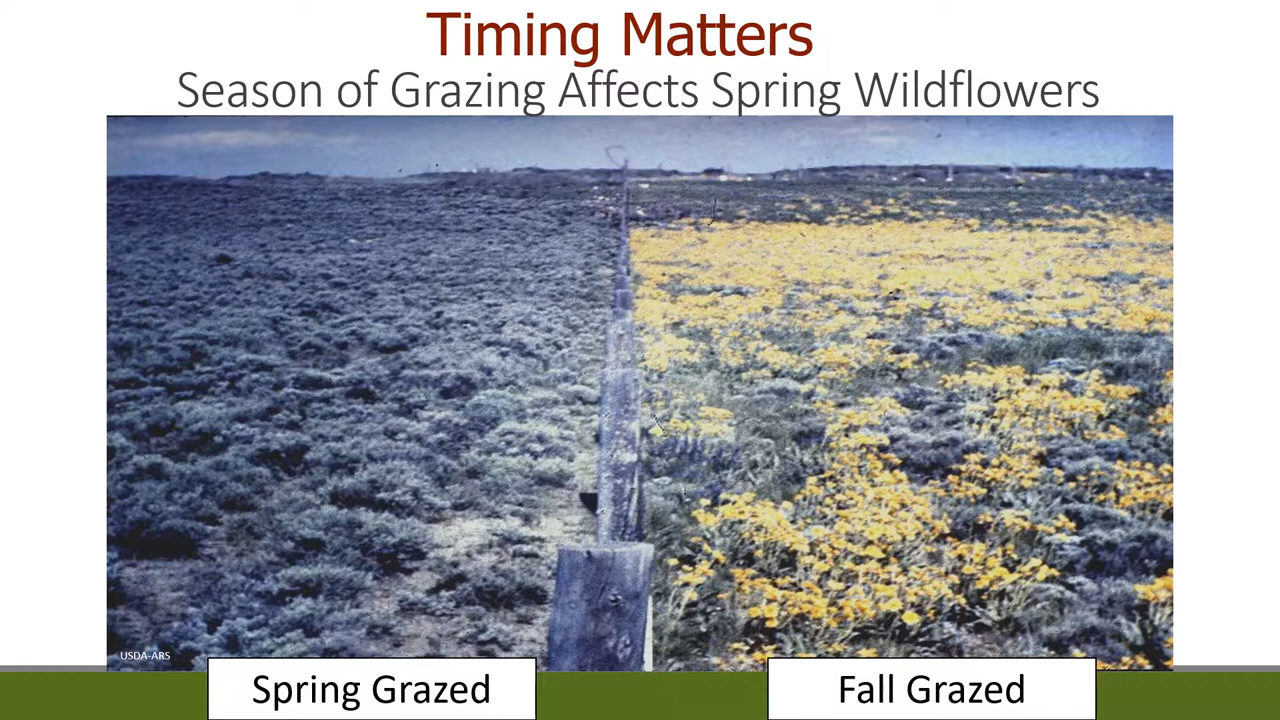 Timing Matters
Season of Grazing Affects Spring Wildflowers
USDA-ARS
Spring Grazed
Fall Grazed